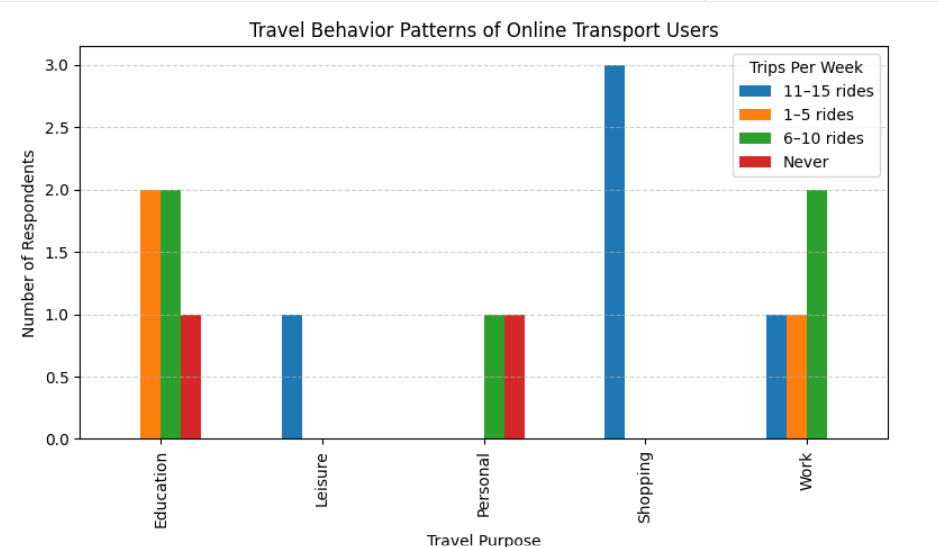 Travel Behavior Patterns of Online Transport Users
Trips Per Week
11–15 rides
1–5 rides
6–10 rides
Never
Number of Respondents
3.0
2.5
2.0
1.5
1.0
0.5
0.0
Education
Leisure
Personal
Shopping
Work
Travel Purpose